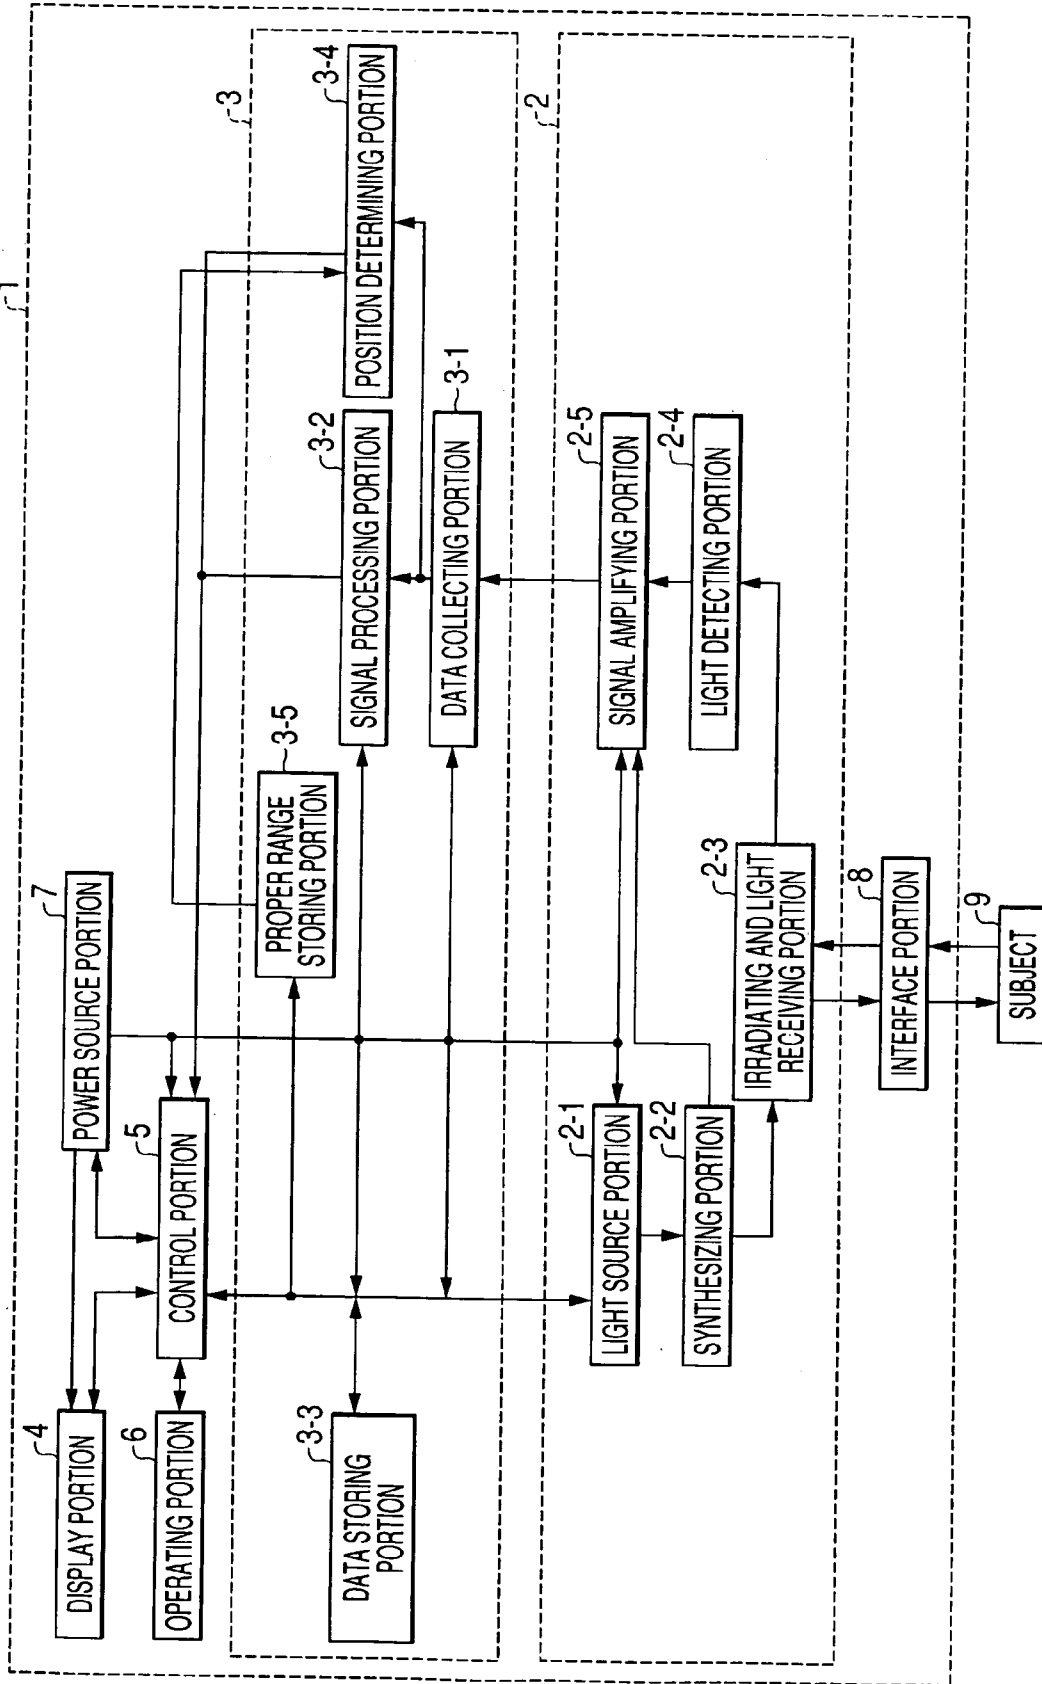 1
DISPLAY PORTION
4
POWER SOURCE PORTION
7
OPERATING PORTION
6
CONTROL PORTION
5
3
DATA STORING
PORTION
3-3
PROPER RANGE
STORING PORTION
3-5
SIGNAL PROCESSING PORTION
3-2
POSITION DETERMINING PORTION
3-4
DATA COLLECTING PORTION
3-1
2
LIGHT SOURCE PORTION
2-1
SIGNAL AMPLIFYING PORTION
2-5
SYNTHESIZING PORTION
2-2
LIGHT DETECTING PORTION
2-4
IRRADIATING AND LIGHT
RECEIVING PORTION
2-3
INTERFACE PORTION
8
SUBJECT
9